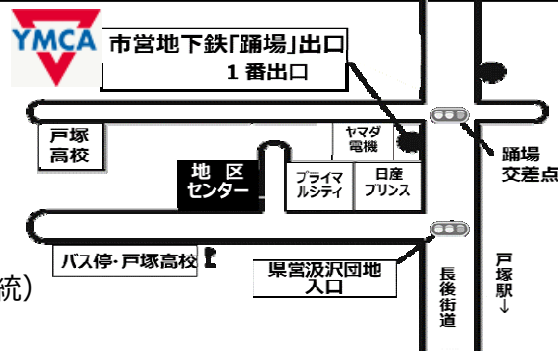 YMCA
市営地下鉄「踊場」出口
1番出口
戸塚
高校
ヤマダ
電機
踊場
交差点
地 区
センター
プライマ
ルシティ
日産
プリンス
バス停・戸塚高校
統)
県営汲沢団地
入口
長後街道
戸塚駅→